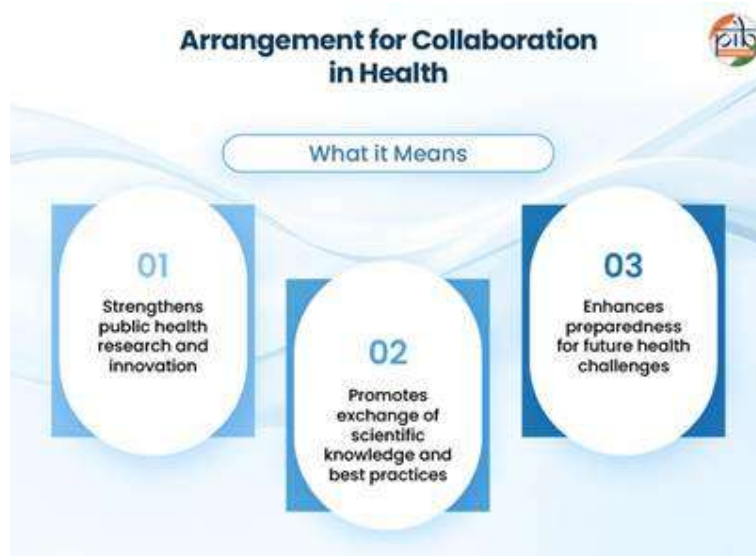 Arrangement for Collaboration
in Health
pib
What it Means
01
Strengthens
public health
research and
innovation
02
Promotes
exchange of
scientific
knowledge and
best practices
03
Enhances
preparedness
for future health
challenges